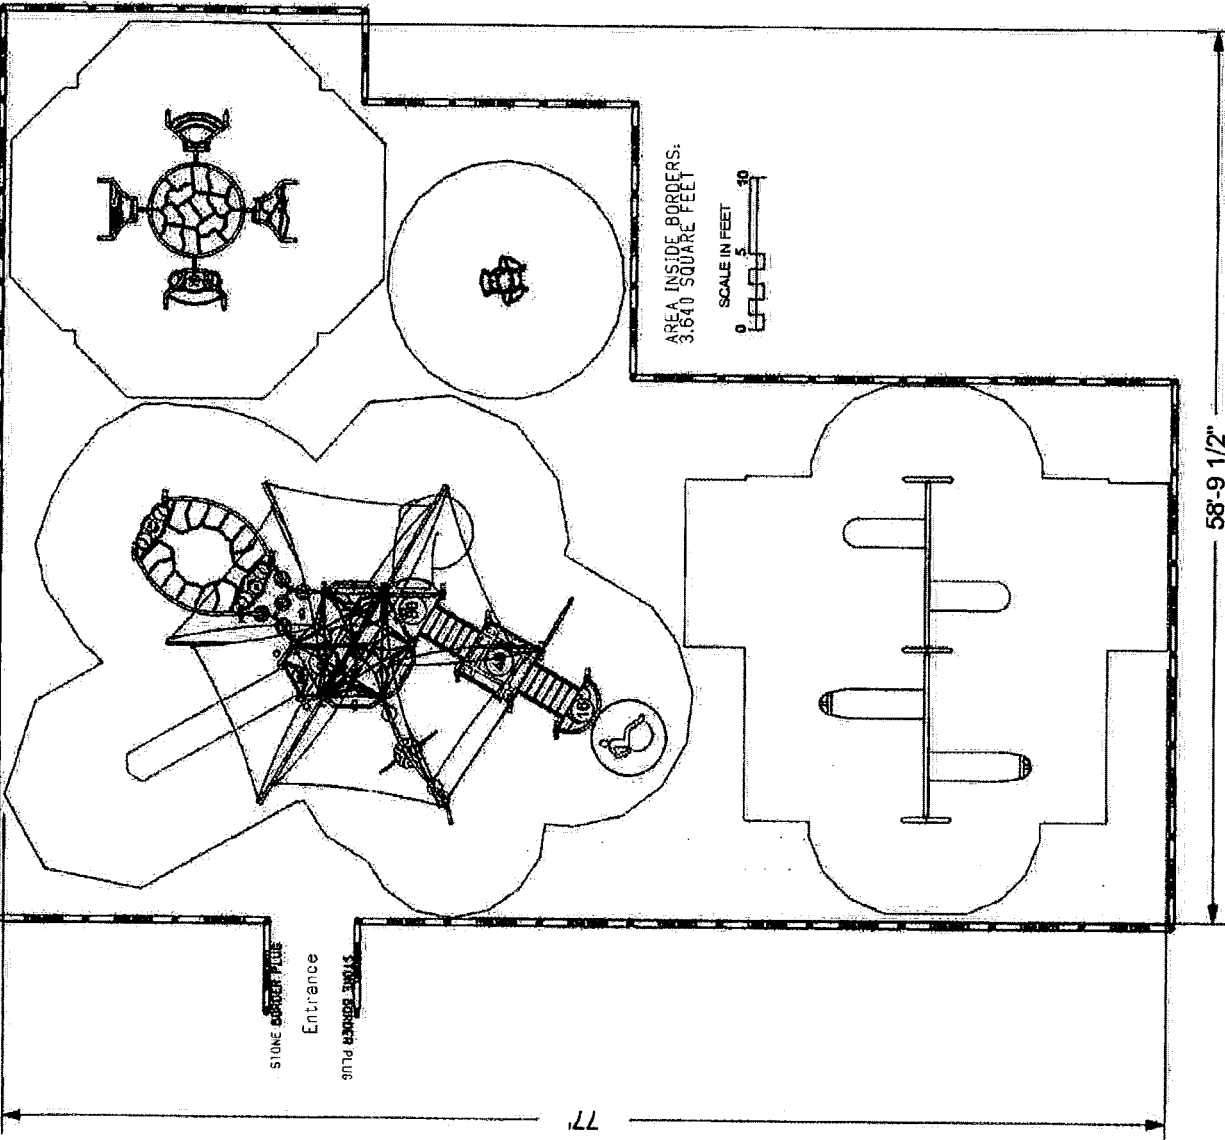 AREA INSIDE BORDERS:
3.640 SQUARE FEET
SCALE IN FEET
0 5 10
STONE BORDER PLUG
Entrance
STONE BORDER PLUG
58'-9 1/2"
77'